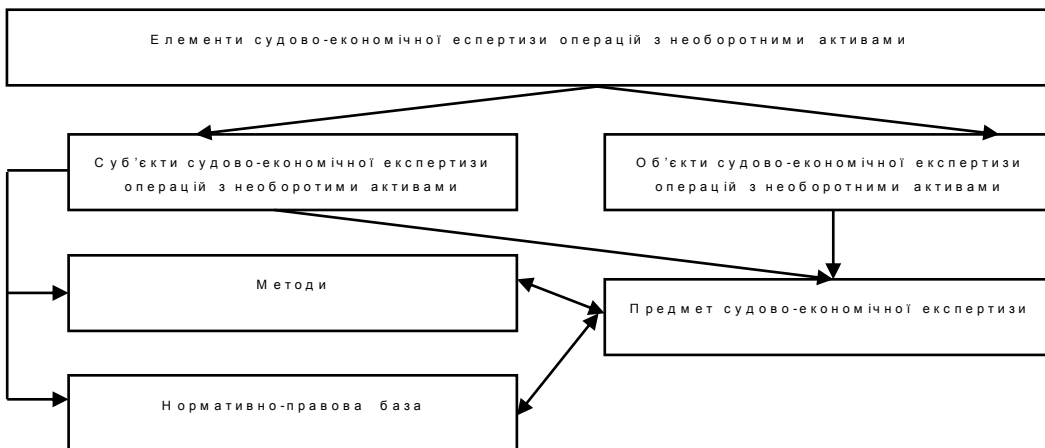 Елементи судово-економічної еспертизи операцій з необоротними активами
Суб'єкти судово-економічної експертизи
операцій з необоротими активами
Об'єкти судово-економічної експертизи
операцій з необоротними активами
Методи
Предмет судово-економічної експертизи
Нормативно-правова база